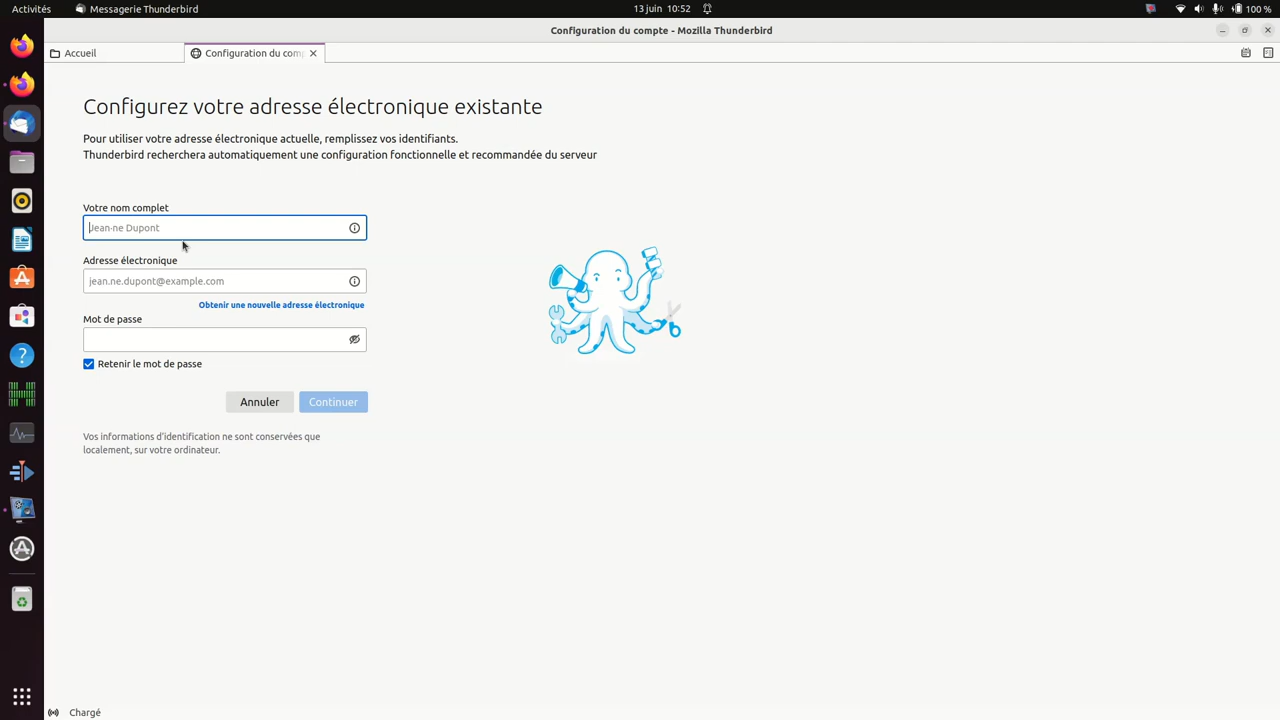 Activités
Messagerie Thunderbird
13 juin 10:52
100 %
Configuration du compte - Mozilla Thunderbird
Accueil
Configuration du com
Configurez votre adresse électronique existante
Pour utiliser votre adresse électronique actuelle, remplissez vos identifiants.
Thunderbird recherchera automatiquement une configuration fonctionnelle et recommandée du serveur
Votre nom complet
Jean·ne Dupont
Adresse électronique
jean.ne.dupont@example.com
Obtenir une nouvelle adresse électronique
Mot de passe
Retenir le mot de passe
Annuler
Continuer
Vos informations d'identification ne sont conservées que
localement, sur votre ordinateur.
Chargé